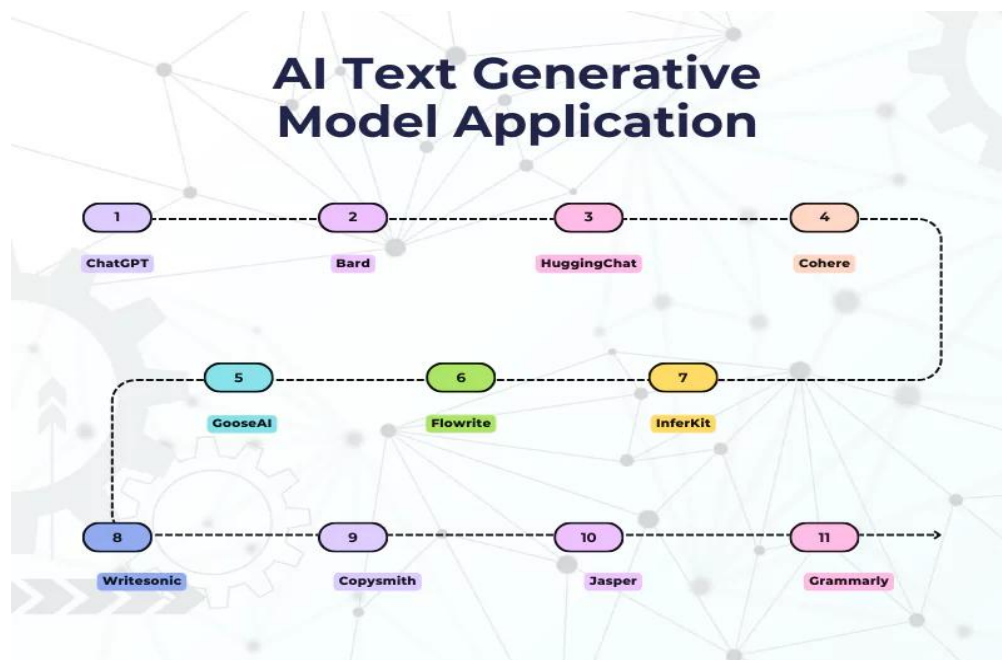 AI Text Generative
Model Application
1
2
3
4
ChatGPT
Bard
HuggingChat
Cohere
5
6
7
GooseAI
Flowrite
InferKit
8
9
10
11
Writesonic
Copysmith
Jasper
Grammarly